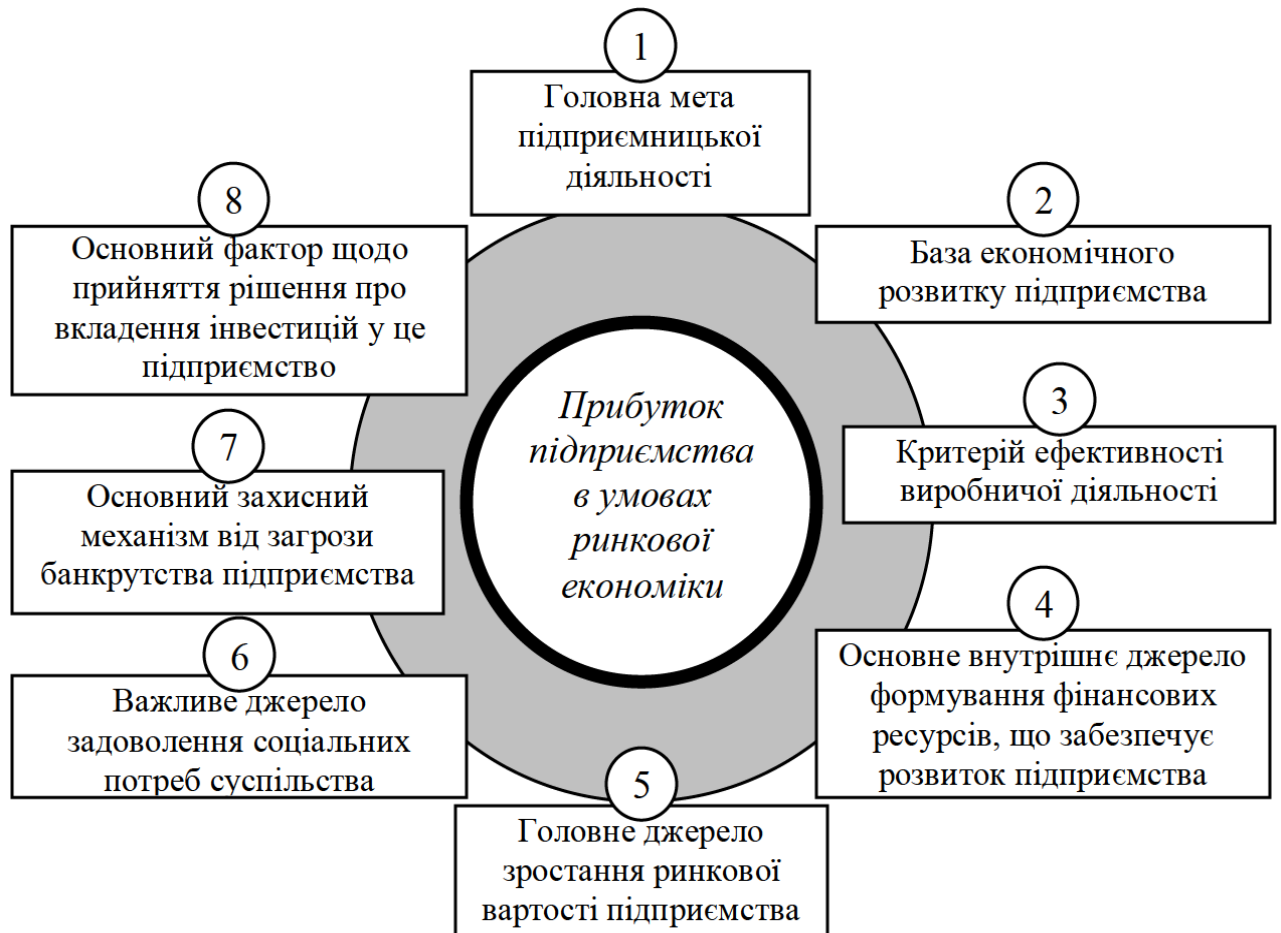 1
Головна мета
підприємницької
діяльності
2
База економічного
розвитку підприємства
3
Критерій ефективності
виробничої діяльності
4
Основне внутрішнє джерело
формування фінансових
ресурсів, що забезпечує
розвиток підприємства
5
Головне джерело
зростання ринкової
вартості підприємства
6
Важливе джерело
задоволення соціальних
потреб суспільства
7
Основний захисний
механізм від загрози
банкрутства підприємства
8
Основний фактор щодо
прийняття рішення про
вкладення інвестицій у це
підприємство
Прибуток
підприємства
в умовах
ринкової
економіки